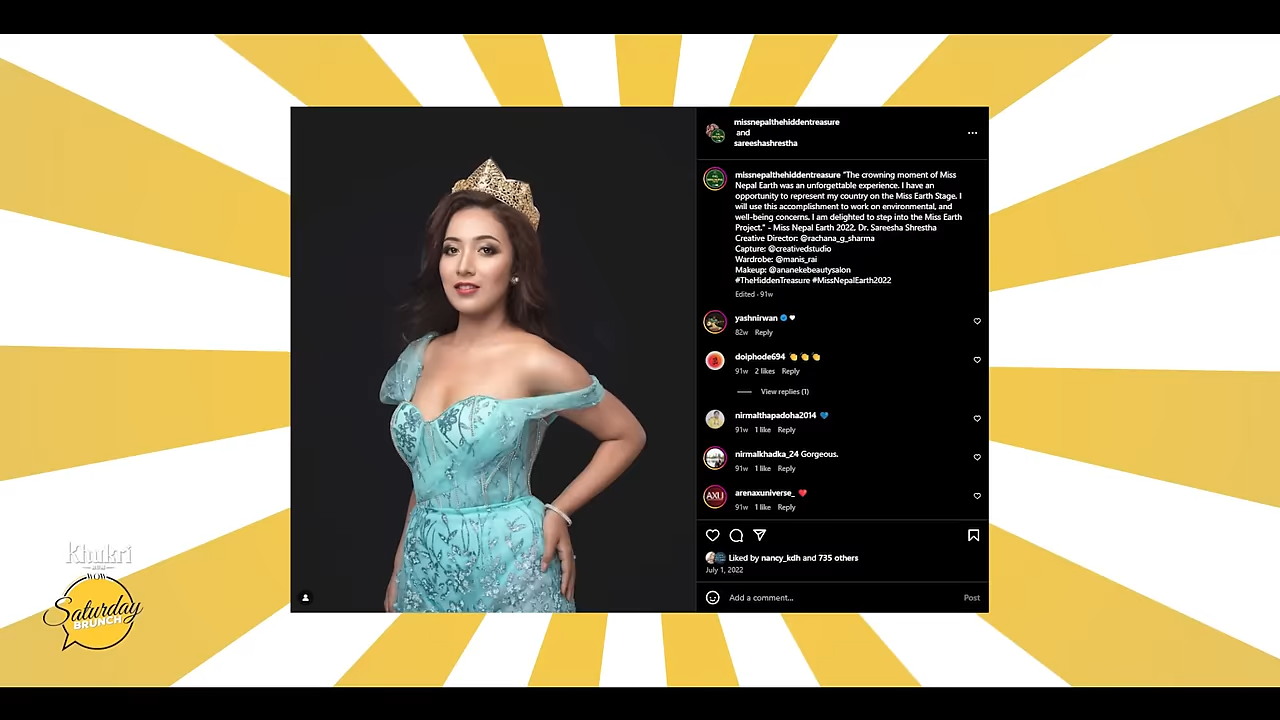 missnepalthehiddentreasure
and
sareeshashrestha
missnepalthehiddentreasure "The crowning moment of Miss
Nepal Earth was an unforgettable experience. I have an
opportunity to represent my country on the Miss Earth Stage. I
will use this accomplishment to work on environmental, and
well-being concerns. I am delighted to step into the Miss Earth
Project." - Miss Nepal Earth 2022, Dr. Sareesha Shrestha
Creative Director: @rachana_g_sharma
Capture: @creativedstudio
Wardrobe: @manis_rai
Makeup: @ananekebeautysalon
#TheHiddenTreasure #MissNepalEarth2022
Edited · 91w
yashnirwan
82w Reply
doiphode694 👏👏👏
91w 2 likes Reply
View replies (1)
nirmalthapadoha2014 💙
91w 1 like Reply
nirmalkhadka_24 Gorgeous.
91w 1 like Reply
AXU
arenaxuniverse_ ❤️
91w 1 like Reply
Liked by nancy_kdh and 735 others
July 1, 2022
Add a comment...
Post
Khukri
RUM
WOW
Saturday
BRUNCH